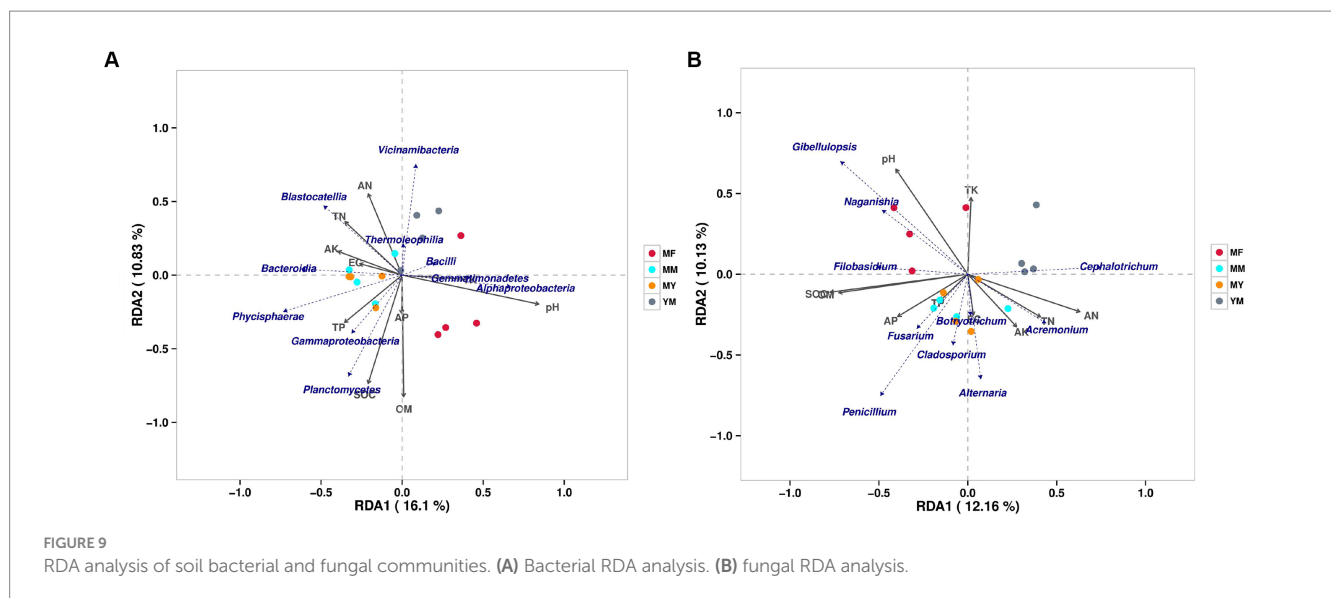 A
B
Vicinamibacteria
AN
Blastocatellia
TN
Thermoleophilia
AK
EC
Bacilli
Bacteroidia
Gemmatimonadetes
Alphaproteobacteria
pH
Physcisphaerae
TP
AP
Gammaproteobacteria
Planctomycetes
SOC
OM
1.0
0.5
0.0
−0.5
−1.0
RDA2 ( 10.83 %)
−1.0 −0.5 0.0 0.5 1.0
RDA1 ( 16.1 %)
MF
MM
MY
YM
Gibellulopsis
pH
TK
Naganishia
Filobasidium
Cephalotrichum
SOC
OM
AP
Botryotrichum
TN
AN
Fusarium
AK
Acremonium
Cladosporium
Alternaria
Penicillium
1.0
0.5
0.0
−0.5
−1.0
RDA2 ( 10.13 %)
−1.0 −0.5 0.0 0.5 1.0
RDA1 ( 12.16 %)
MF
MM
MY
YM
FIGURE 9
RDA analysis of soil bacterial and fungal communities. (A) Bacterial RDA analysis. (B) fungal RDA analysis.